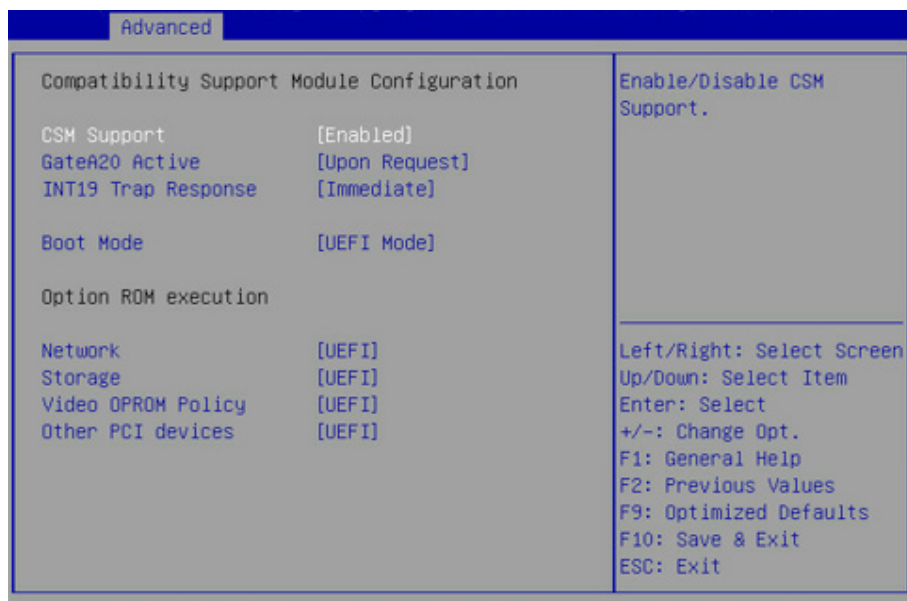 Advanced
Compatibility Support Module Configuration
CSM Support [Enabled]
GateA20 Active [Upon Request]
INT19 Trap Response [Immediate]
Boot Mode [UEFI Mode]
Option ROM execution
Network [UEFI]
Storage [UEFI]
Video OPROM Policy [UEFI]
Other PCI devices [UEFI]
Enable/Disable CSM
Support.
Left/Right: Select Screen
Up/Down: Select Item
Enter: Select
+/-: Change Opt.
F1: General Help
F2: Previous Values
F9: Optimized Defaults
F10: Save & Exit
ESC: Exit